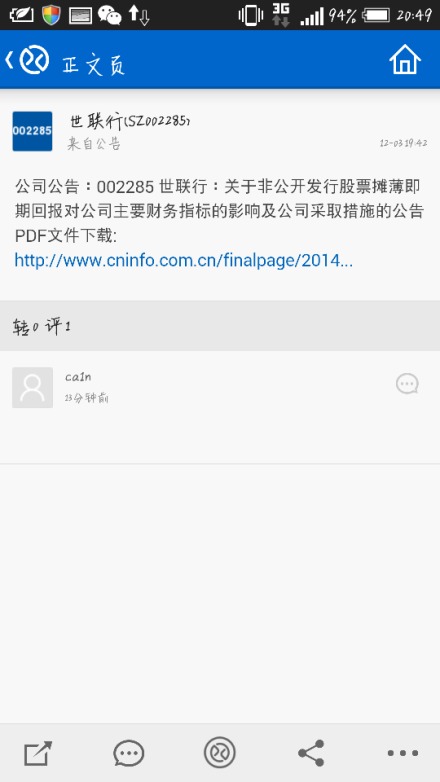 3G
94%
20:49
正文页
002285
世联行(SZ002285)
来自公告
12-03 19:42
公司公告：002285 世联行：关于非公开发行股票摊薄即
期回报对公司主要财务指标的影响及公司采取措施的公告
PDF文件下载:
http://www.cninfo.com.cn/finalpage/2014...
转0 评1
ca1n
23分钟前